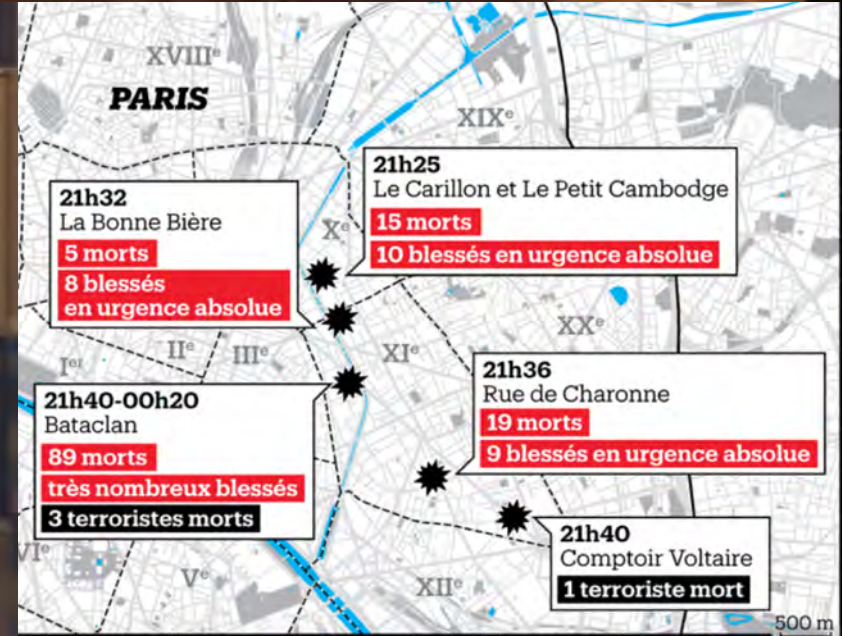 XVIIIe
PARIS
XIXe
21h25
Le Carillon et Le Petit Cambodge
15 morts
10 blessés en urgence absolue
21h32
La Bonne Bière
5 morts
8 blessés
en urgence absolue
Xe
XXe
Ier
IIe
IIIe
XIe
21h36
Rue de Charonne
19 morts
9 blessés en urgence absolue
21h40-00h20
Bataclan
89 morts
très nombreux blessés
3 terroristes morts
21h40
Comptoir Voltaire
1 terroriste mort
VIe
Ve
XIIe
500 m